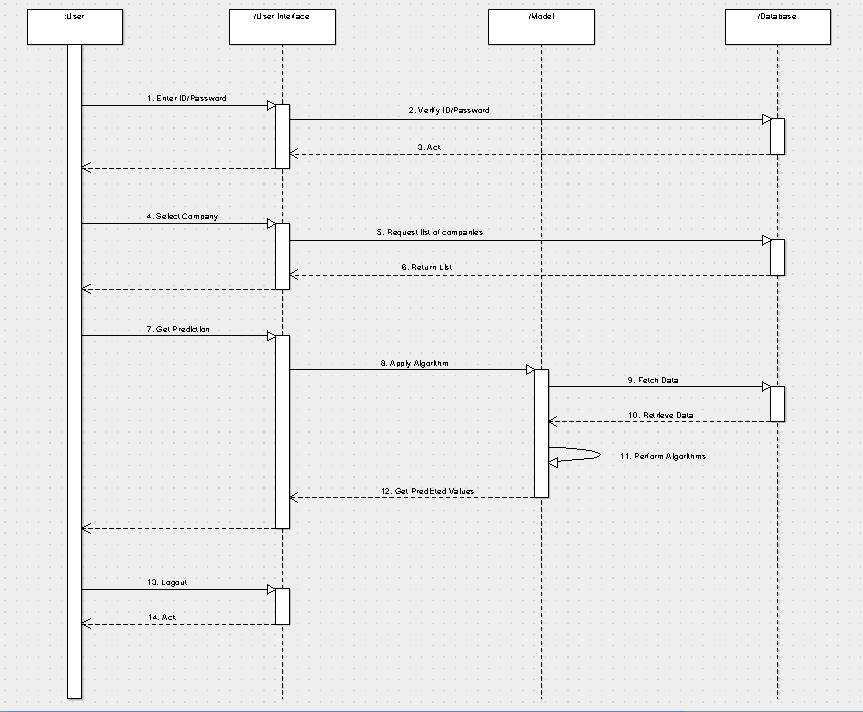 :User
/User Interface
/Model
/Database
1. Enter ID/Password
2. Verify ID/Password
3. Ack
4. Select Company
5. Request list of companies
6. Return List
7. Get Prediction
8. Apply Algorithm
9. Fetch Data
10. Retrieve Data
11. Perform Algorithms
12. Get Predicted Values
13. Logout
14. Ack